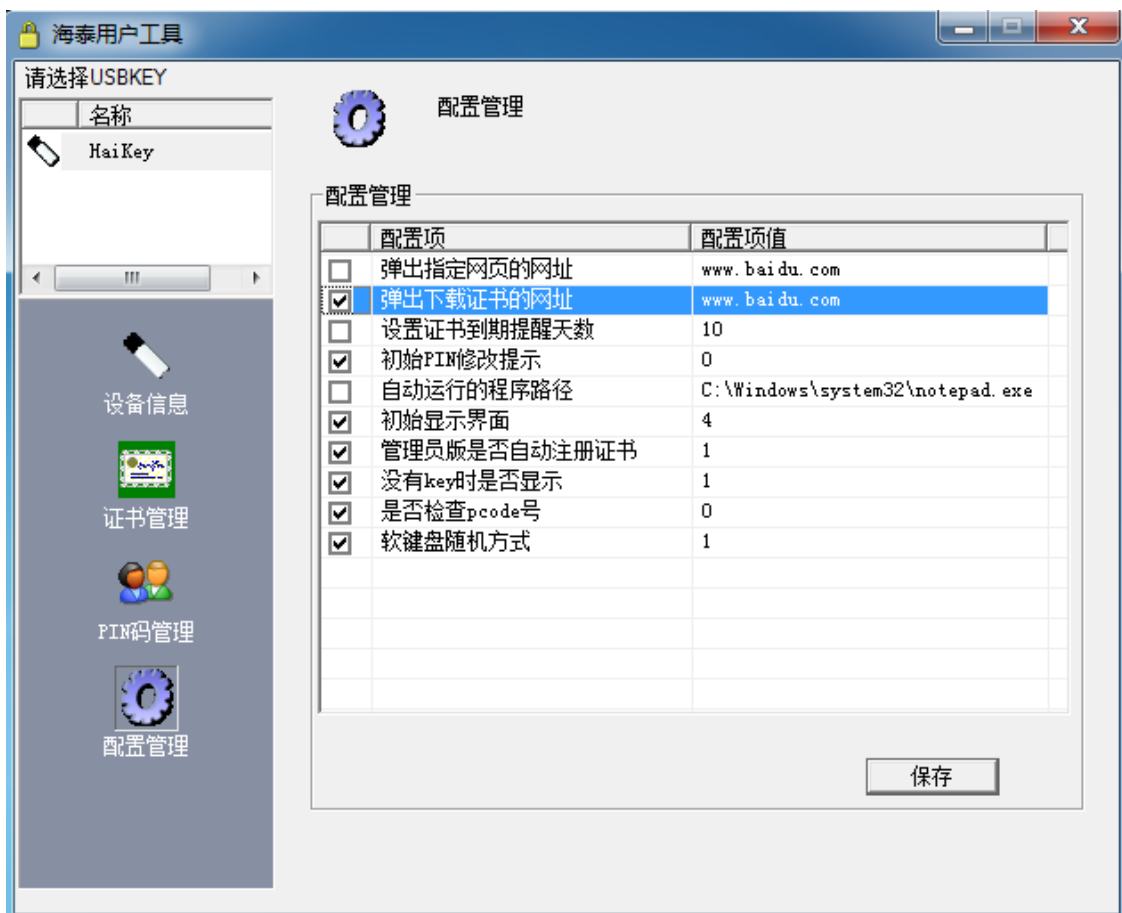 海泰用户工具
请选择USBKEY
名称
HaiKey
设备信息
证书管理
PIN码管理
配置管理
配置管理
配置管理
配置项 配置项值
弹出指定网页的网址 www.baidu.com
弹出下载证书的网址 www.baidu.com
设置证书到期提醒天数 10
初始PIN修改提示 0
自动运行的程序路径 C:\Windows\system32\notepad.exe
初始显示界面 4
管理员版是否自动注册证书 1
没有key时是否显示 1
是否检查pcode号 0
软键盘随机方式 1
保存